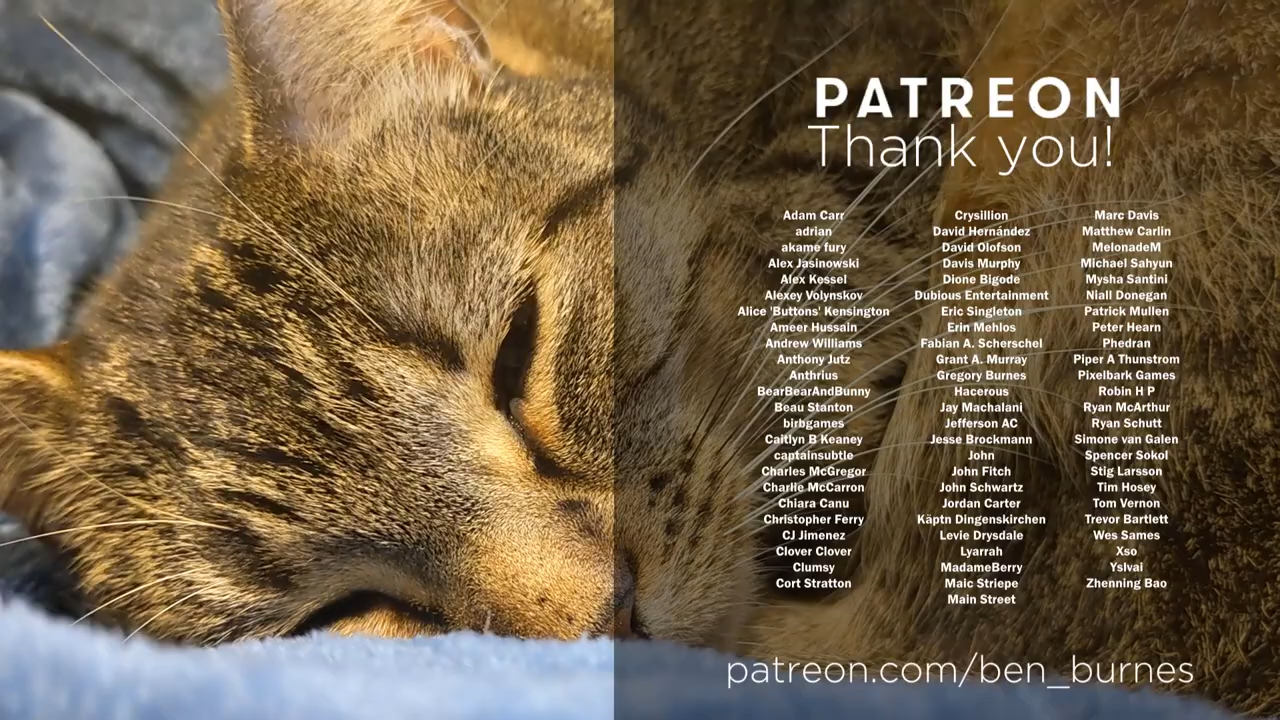 PATREON
Thank you!
Adam Carr
adrian
akame fury
Alex Jasinowski
Alex Kessel
Alexey Volynskov
Alice 'Buttons' Kensington
Ameer Hussain
Andrew Williams
Anthony Jutz
Anthrius
BearBearAndBunny
Beau Stanton
birbgames
Caitlyn B Keaney
captainsubtle
Charles McGregor
Charlie McCarron
Chiara Canu
Christopher Ferry
CJ Jimenez
Clover Clover
Clumsy
Cort Stratton
Crysillion
David Hernández
David Olofson
Davis Murphy
Dione Bigode
Dubious Entertainment
Eric Singleton
Erin Mehlos
Fabian A. Scherschel
Grant A. Murray
Gregory Burnes
Hacerous
Jay Machalani
Jefferson AC
Jesse Brockmann
John
John Fitch
John Schwartz
Jordan Carter
Käptn Dingenskirchen
Levie Drysdale
Lyarrah
MadameBerry
Maic Striepe
Main Street
Marc Davis
Matthew Carlin
MelonadeM
Michael Sahyun
Mysha Santini
Niall Donegan
Patrick Mullen
Peter Hearn
Phedran
Piper A Thunstrom
Pixelbark Games
Robin H P
Ryan McArthur
Ryan Schutt
Simone van Galen
Spencer Sokol
Stig Larsson
Tim Hosey
Tom Vernon
Trevor Bartlett
Wes Sames
Xso
Yslvai
Zhenning Bao
patreon.com/ben_burnes